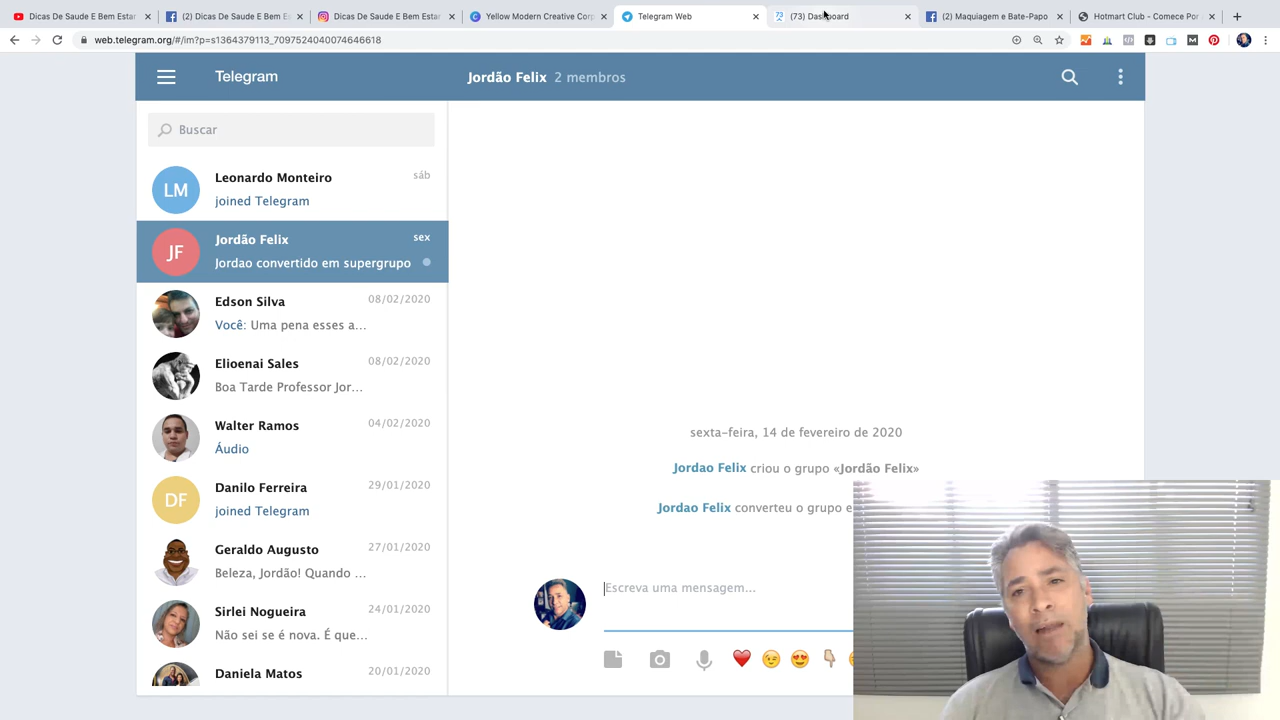 Dicas De Saude E Bem Estar
(2) Dicas De Saude E Bem Es
Dicas De Saude E Bem Estar
Yellow Modern Creative Corp
Telegram Web
(73) Dashboard
(2) Maquiagem e Bate-Papo
Hotmart Club - Comece Por
web.telegram.org/#/im?p=s1364379113_7097524040074646618
Telegram
Jordão Felix 2 membros
Buscar
LM
Leonardo Monteiro
sáb
joined Telegram
JF
Jordão Felix
sex
Jordao convertido em supergrupo
Edson Silva
08/02/2020
Você: Uma pena esses a...
Elioenai Sales
08/02/2020
Boa Tarde Professor Jor...
Walter Ramos
04/02/2020
Áudio
DF
Danilo Ferreira
29/01/2020
joined Telegram
Geraldo Augusto
27/01/2020
Beleza, Jordão! Quando ...
Sirlei Nogueira
24/01/2020
Não sei se é nova. É que...
Daniela Matos
20/01/2020
sexta-feira, 14 de fevereiro de 2020
Jordao Felix criou o grupo «Jordão Felix»
Jordao Felix converteu o grupo e
Escreva uma mensagem...